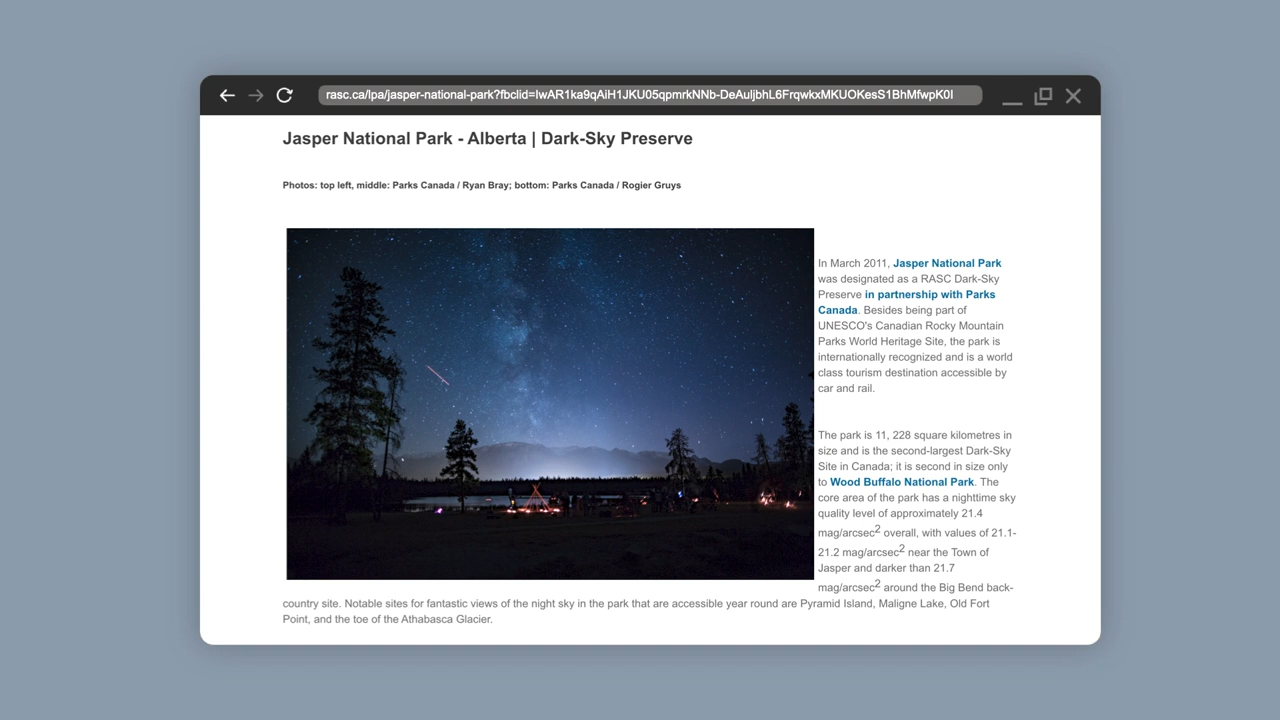 rasc.ca/lpa/jasper-national-park?fbclid=IwAR1ka9qAiH1JKU05qpmrkNNb-DeAuljbhL6FrqwkxMKUOKesS1BhMfwpK0I
Jasper National Park - Alberta | Dark-Sky Preserve
Photos: top left, middle: Parks Canada / Ryan Bray; bottom: Parks Canada / Rogier Gruys
In March 2011, Jasper National Park
was designated as a RASC Dark-Sky
Preserve in partnership with Parks
Canada. Besides being part of
UNESCO's Canadian Rocky Mountain
Parks World Heritage Site, the park is
internationally recognized and is a world
class tourism destination accessible by
car and rail.
The park is 11, 228 square kilometres in
size and is the second-largest Dark-Sky
Site in Canada; it is second in size only
to Wood Buffalo National Park. The
core area of the park has a nighttime sky
quality level of approximately 21.4
mag/arcsec2 overall, with values of 21.1-
21.2 mag/arcsec2 near the Town of
Jasper and darker than 21.7
mag/arcsec2 around the Big Bend back-
country site. Notable sites for fantastic views of the night sky in the park that are accessible year round are Pyramid Island, Maligne Lake, Old Fort
Point, and the toe of the Athabasca Glacier.